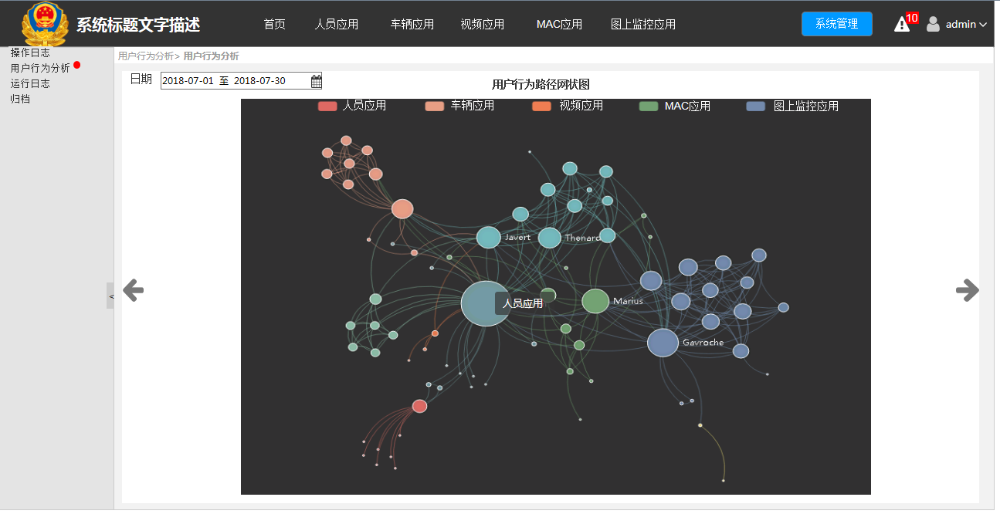 系统标题文字描述 首页 人员应用 车辆应用 视频应用 MAC应用 图上监控应用 系统管理 10 admin
操作日志
用户行为分析
运行日志
归档
<
用户行为分析> 用户行为分析
日期 2018-07-01 至 2018-07-30
用户行为路径网状图
人员应用 车辆应用 视频应用 MAC应用 图上监控应用
Javert Thenard
人员应用 Marius
Gavroche